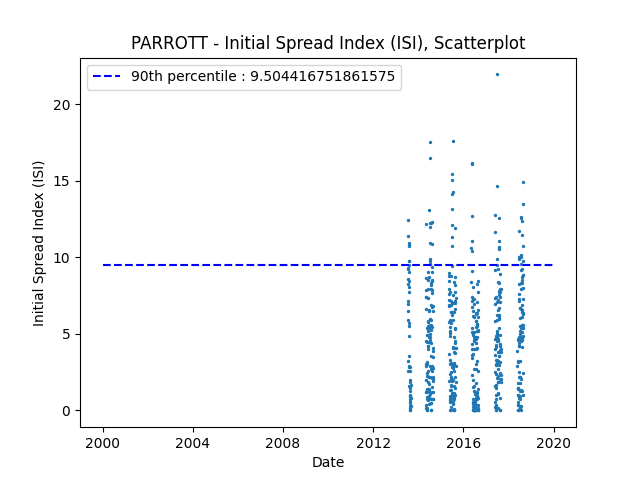 PARROTT - Initial Spread Index (ISI), Scatterplot
90th percentile : 9.504416751861575
20
15
10
5
0
Initial Spread Index (ISI)
2000 2004 2008 2012 2016 2020
Date